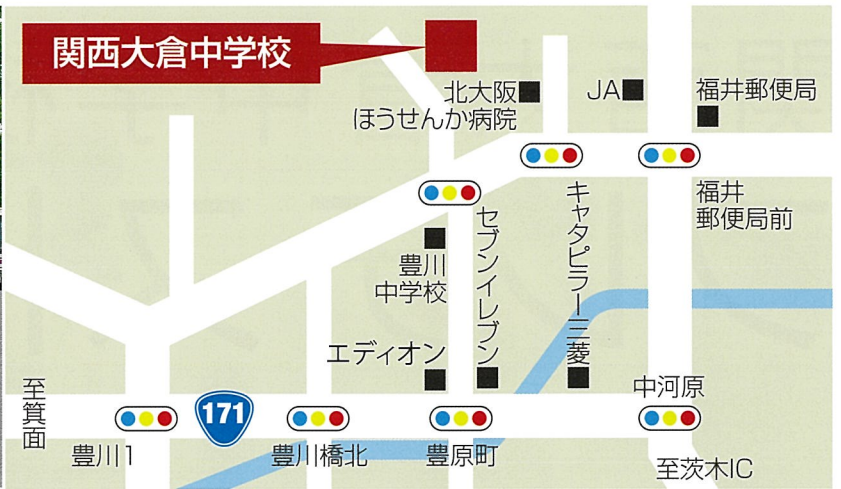 関西大倉中学校
北大阪
ほうせんか病院
JA
福井郵便局
福井
郵便局前
キャタピラー三菱
セブンイレブン
豊川
中学校
エディオン
中河原
至箕面
171
豊川1
豊川橋北
豊原町
至茨木IC